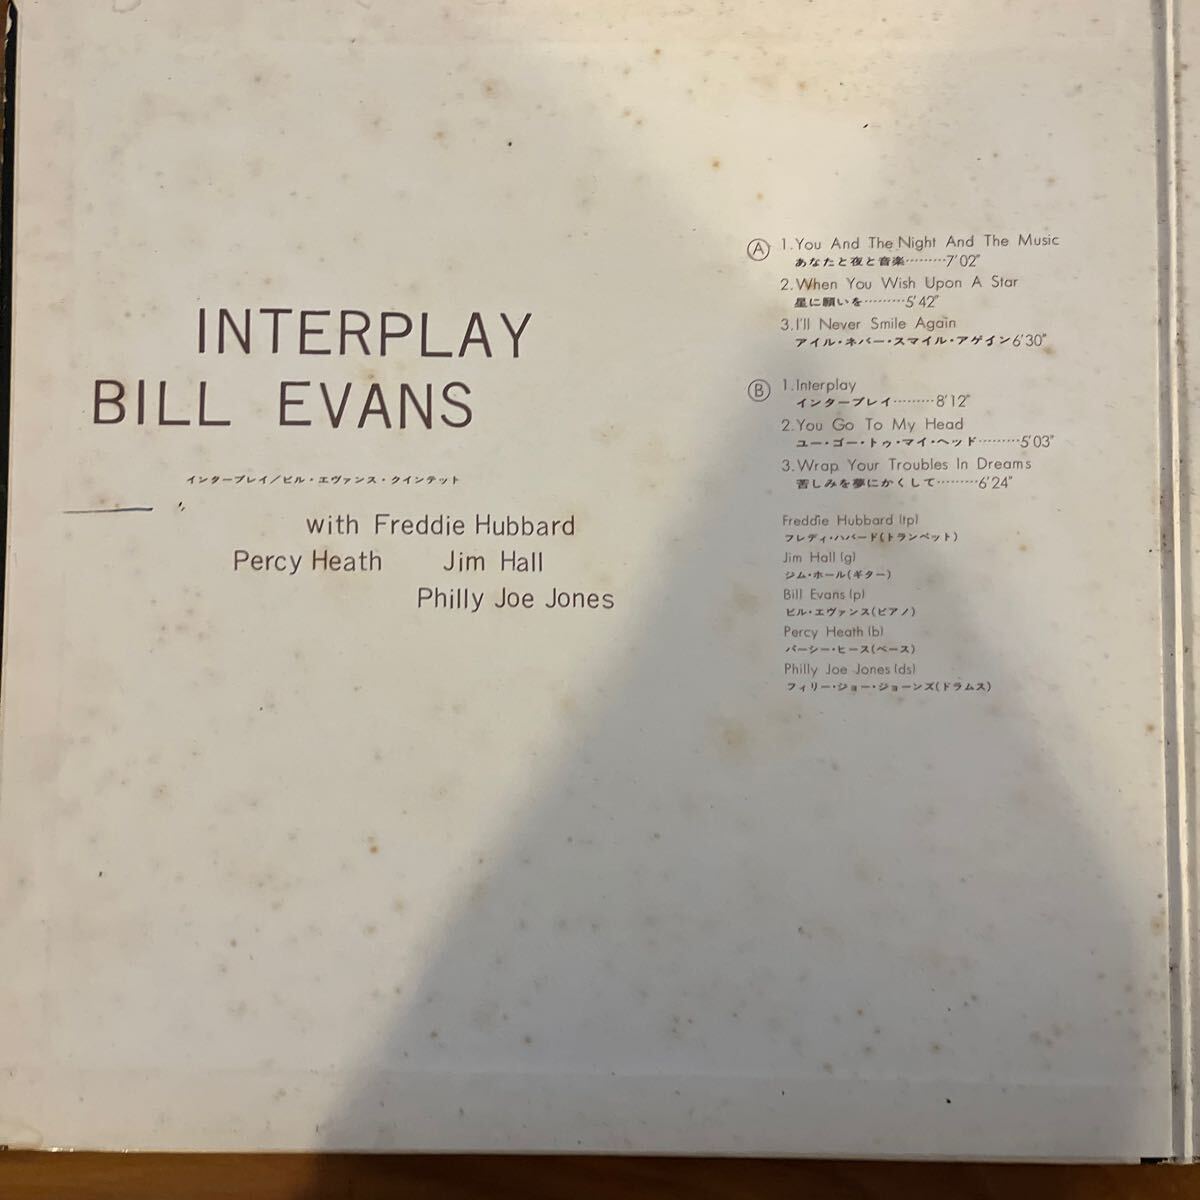 INTERPLAY
BILL EVANS
インタープレイ/ビル・エヴァンス・クインテット
with Freddie Hubbard
Percy Heath Jim Hall
Philly Joe Jones
Ⓐ 1.You And The Night And The Music
あなたと夜と音楽………7'02"
2.When You Wish Upon A Star
星に願いを………5'42"
3.I'll Never Smile Again
アイル・ネバー・スマイル・アゲイン6'30"
Ⓑ 1.Interplay
インタープレイ………8'12"
2.You Go To My Head
ユー・ゴー・トゥ・マイ・ヘッド………5'03"
3.Wrap Your Troubles In Dreams
苦しみを夢にかくして………6'24"
Freddie Hubbard(tp)
フレディ・ハバード(トランペット)
Jim Hall(g)
ジム・ホール(ギター)
Bill Evans(p)
ビル・エヴァンス(ピアノ)
Percy Heath(b)
パーシー・ヒース(ベース)
Philly Joe Jones(ds)
フィリー・ジョー・ジョーンズ(ドラムス)